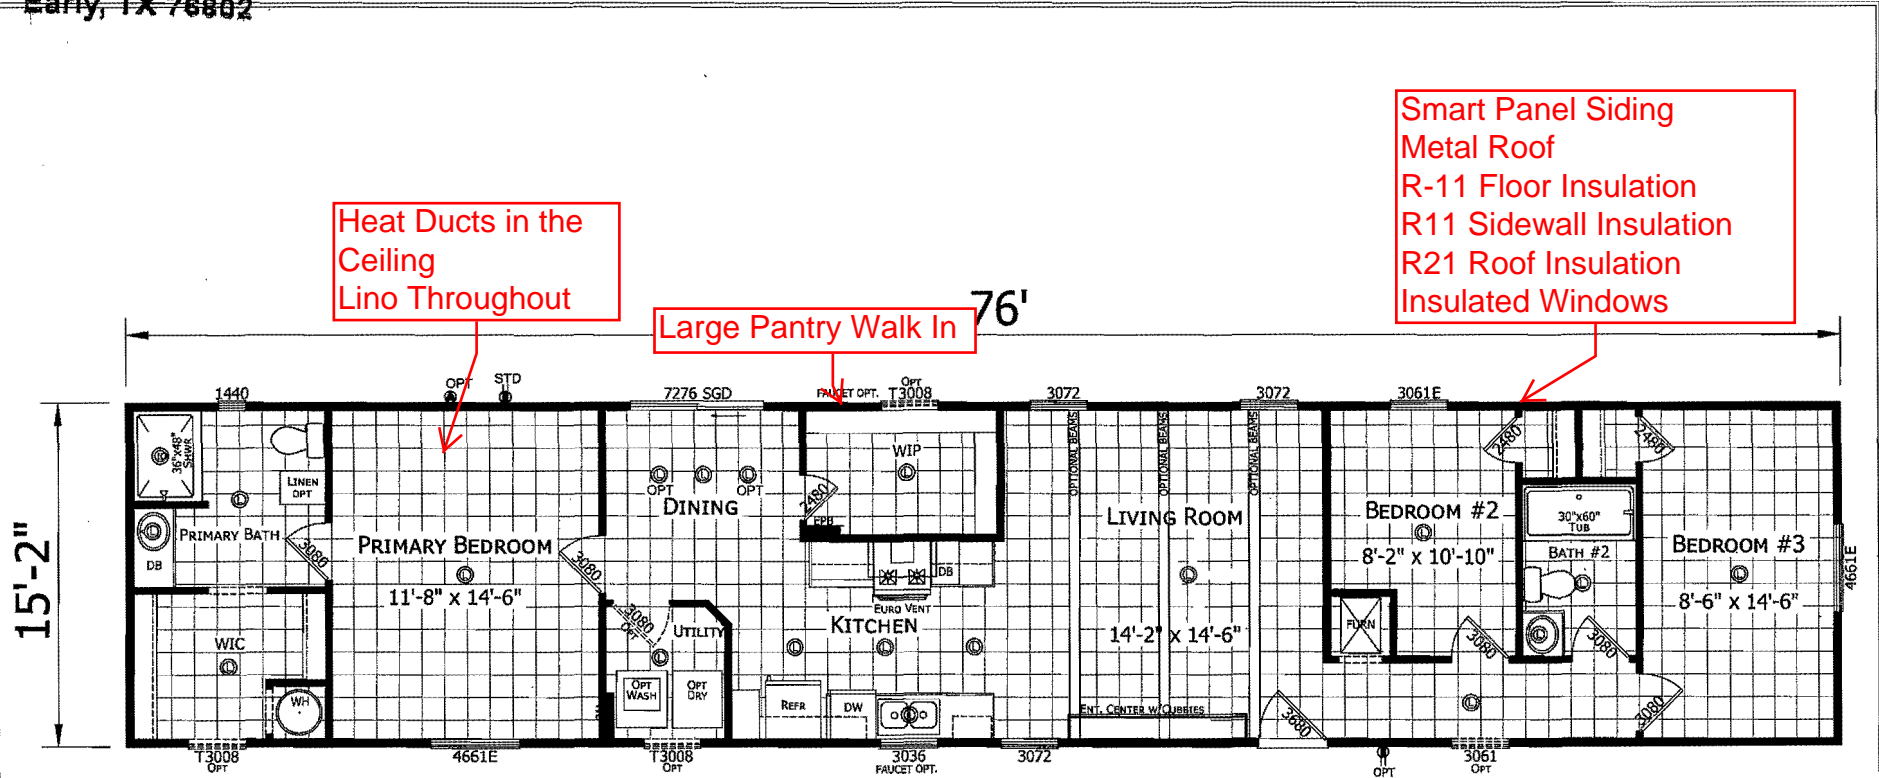 Early, TX 76802
Smart Panel Siding
Metal Roof
R-11 Floor Insulation
R11 Sidewall Insulation
R21 Roof Insulation
Insulated Windows
Heat Ducts in the
Ceiling
Lino Throughout
Large Pantry Walk In
76'
15'-2"
1440
OPT
STD
7276 SGD
FAUCET OPT.
OPT
T3008
3072
3072
3061E
36"x48"
SHWR
LINEN
OPT
PRIMARY BATH
DB
3080
WIC
WH
PRIMARY BEDROOM
11'-8" x 14'-6"
3080
OPT
OPT
DINING
2480
EPB
WIP
3080
OPT
UTILITY
OPT
WASH
OPT
DRY
DB
EURO VENT
KITCHEN
REFR
DW
OPTIONAL BEAMS
OPTIONAL BEAMS
OPTIONAL BEAMS
LIVING ROOM
14'-2" x 14'-6"
ENT. CENTER W/CUBBIES
3680
BEDROOM #2
8'-2" x 10'-10"
FURN
3080
2480
2480
30"x60"
TUB
BATH #2
3080
BEDROOM #3
8'-6" x 14'-6"
3080
4661E
T3008
OPT
4661E
T3008
OPT
3036
FAUCET OPT.
3072
OPT
3061
OPT